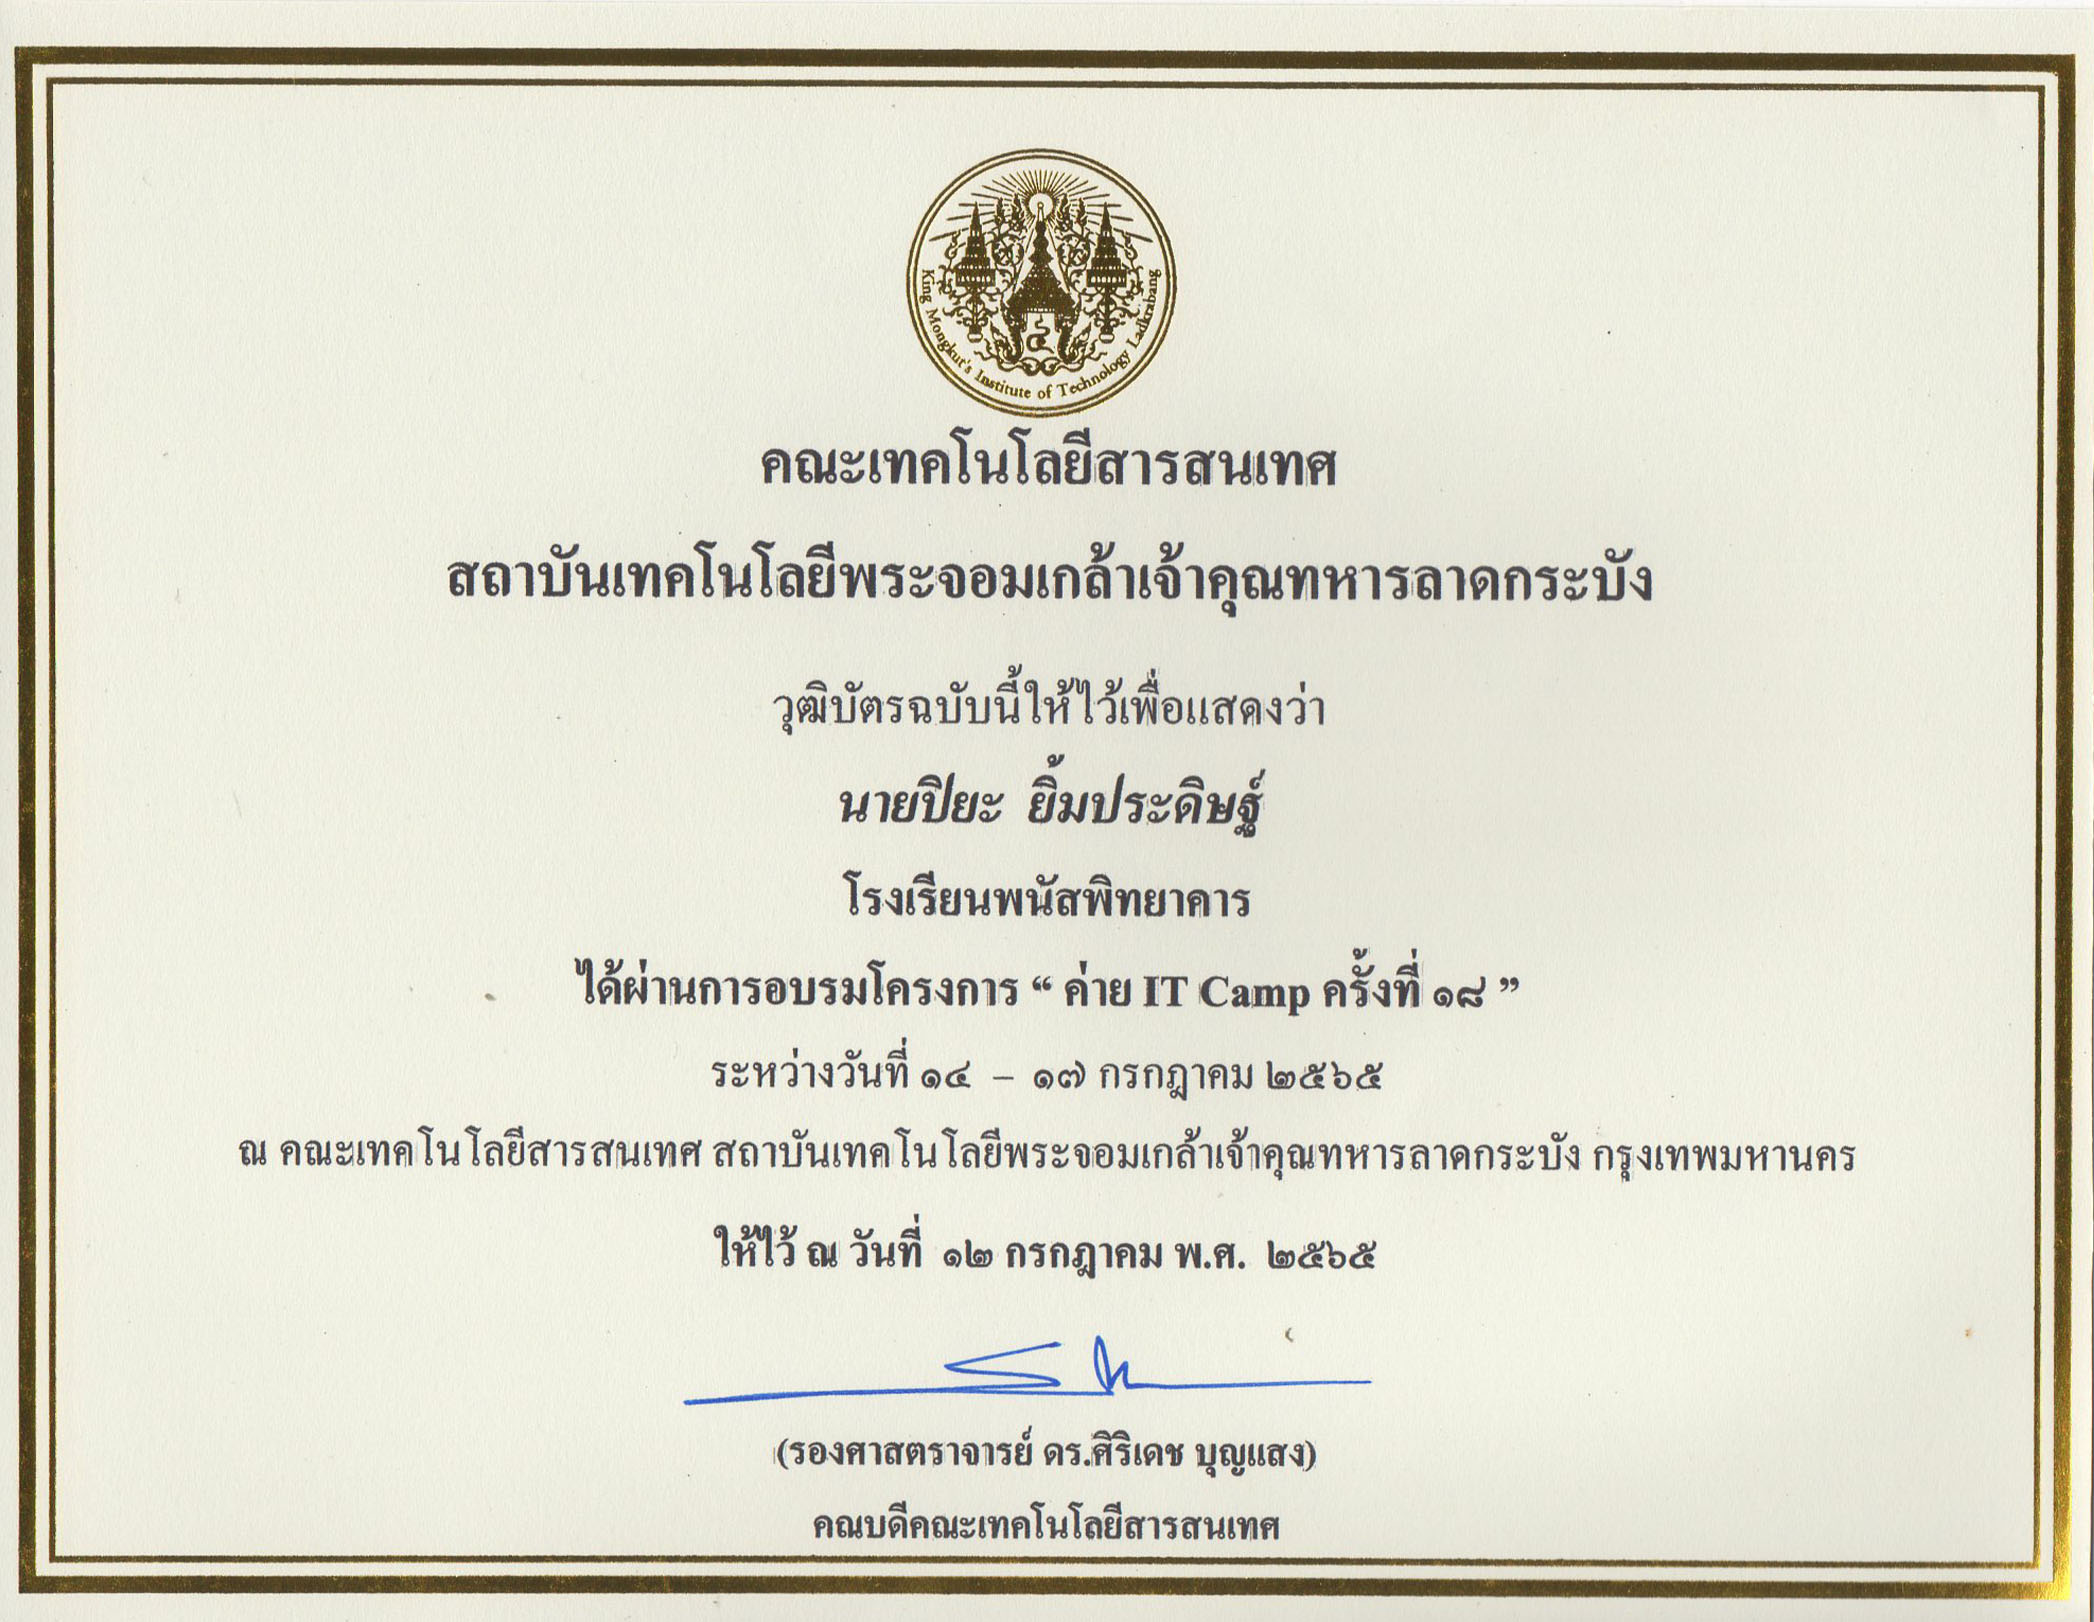 King Mongkut's Institute of Technology Ladkrabang
๔
คณะเทคโนโลยีสารสนเทศ
สถาบันเทคโนโลยีพระจอมเกล้าเจ้าคุณทหารลาดกระบัง
วุฒิบัตรฉบับนี้ให้ไว้เพื่อแสดงว่า
นายปิยะ ยิ้มประดิษฐ์
โรงเรียนพนัสพิทยาคาร
ได้ผ่านการอบรมโครงการ “ ค่าย IT Camp ครั้งที่ ๑๘ ”
ระหว่างวันที่ ๑๔ – ๑๗ กรกฎาคม ๒๕๖๕
ณ คณะเทคโนโลยีสารสนเทศ สถาบันเทคโนโลยีพระจอมเกล้าเจ้าคุณทหารลาดกระบัง กรุงเทพมหานคร
ให้ไว้ ณ วันที่ ๑๒ กรกฎาคม พ.ศ. ๒๕๖๕
(รองศาสตราจารย์ ดร.ศิริเดช บุญแสง)
คณบดีคณะเทคโนโลยีสารสนเทศ